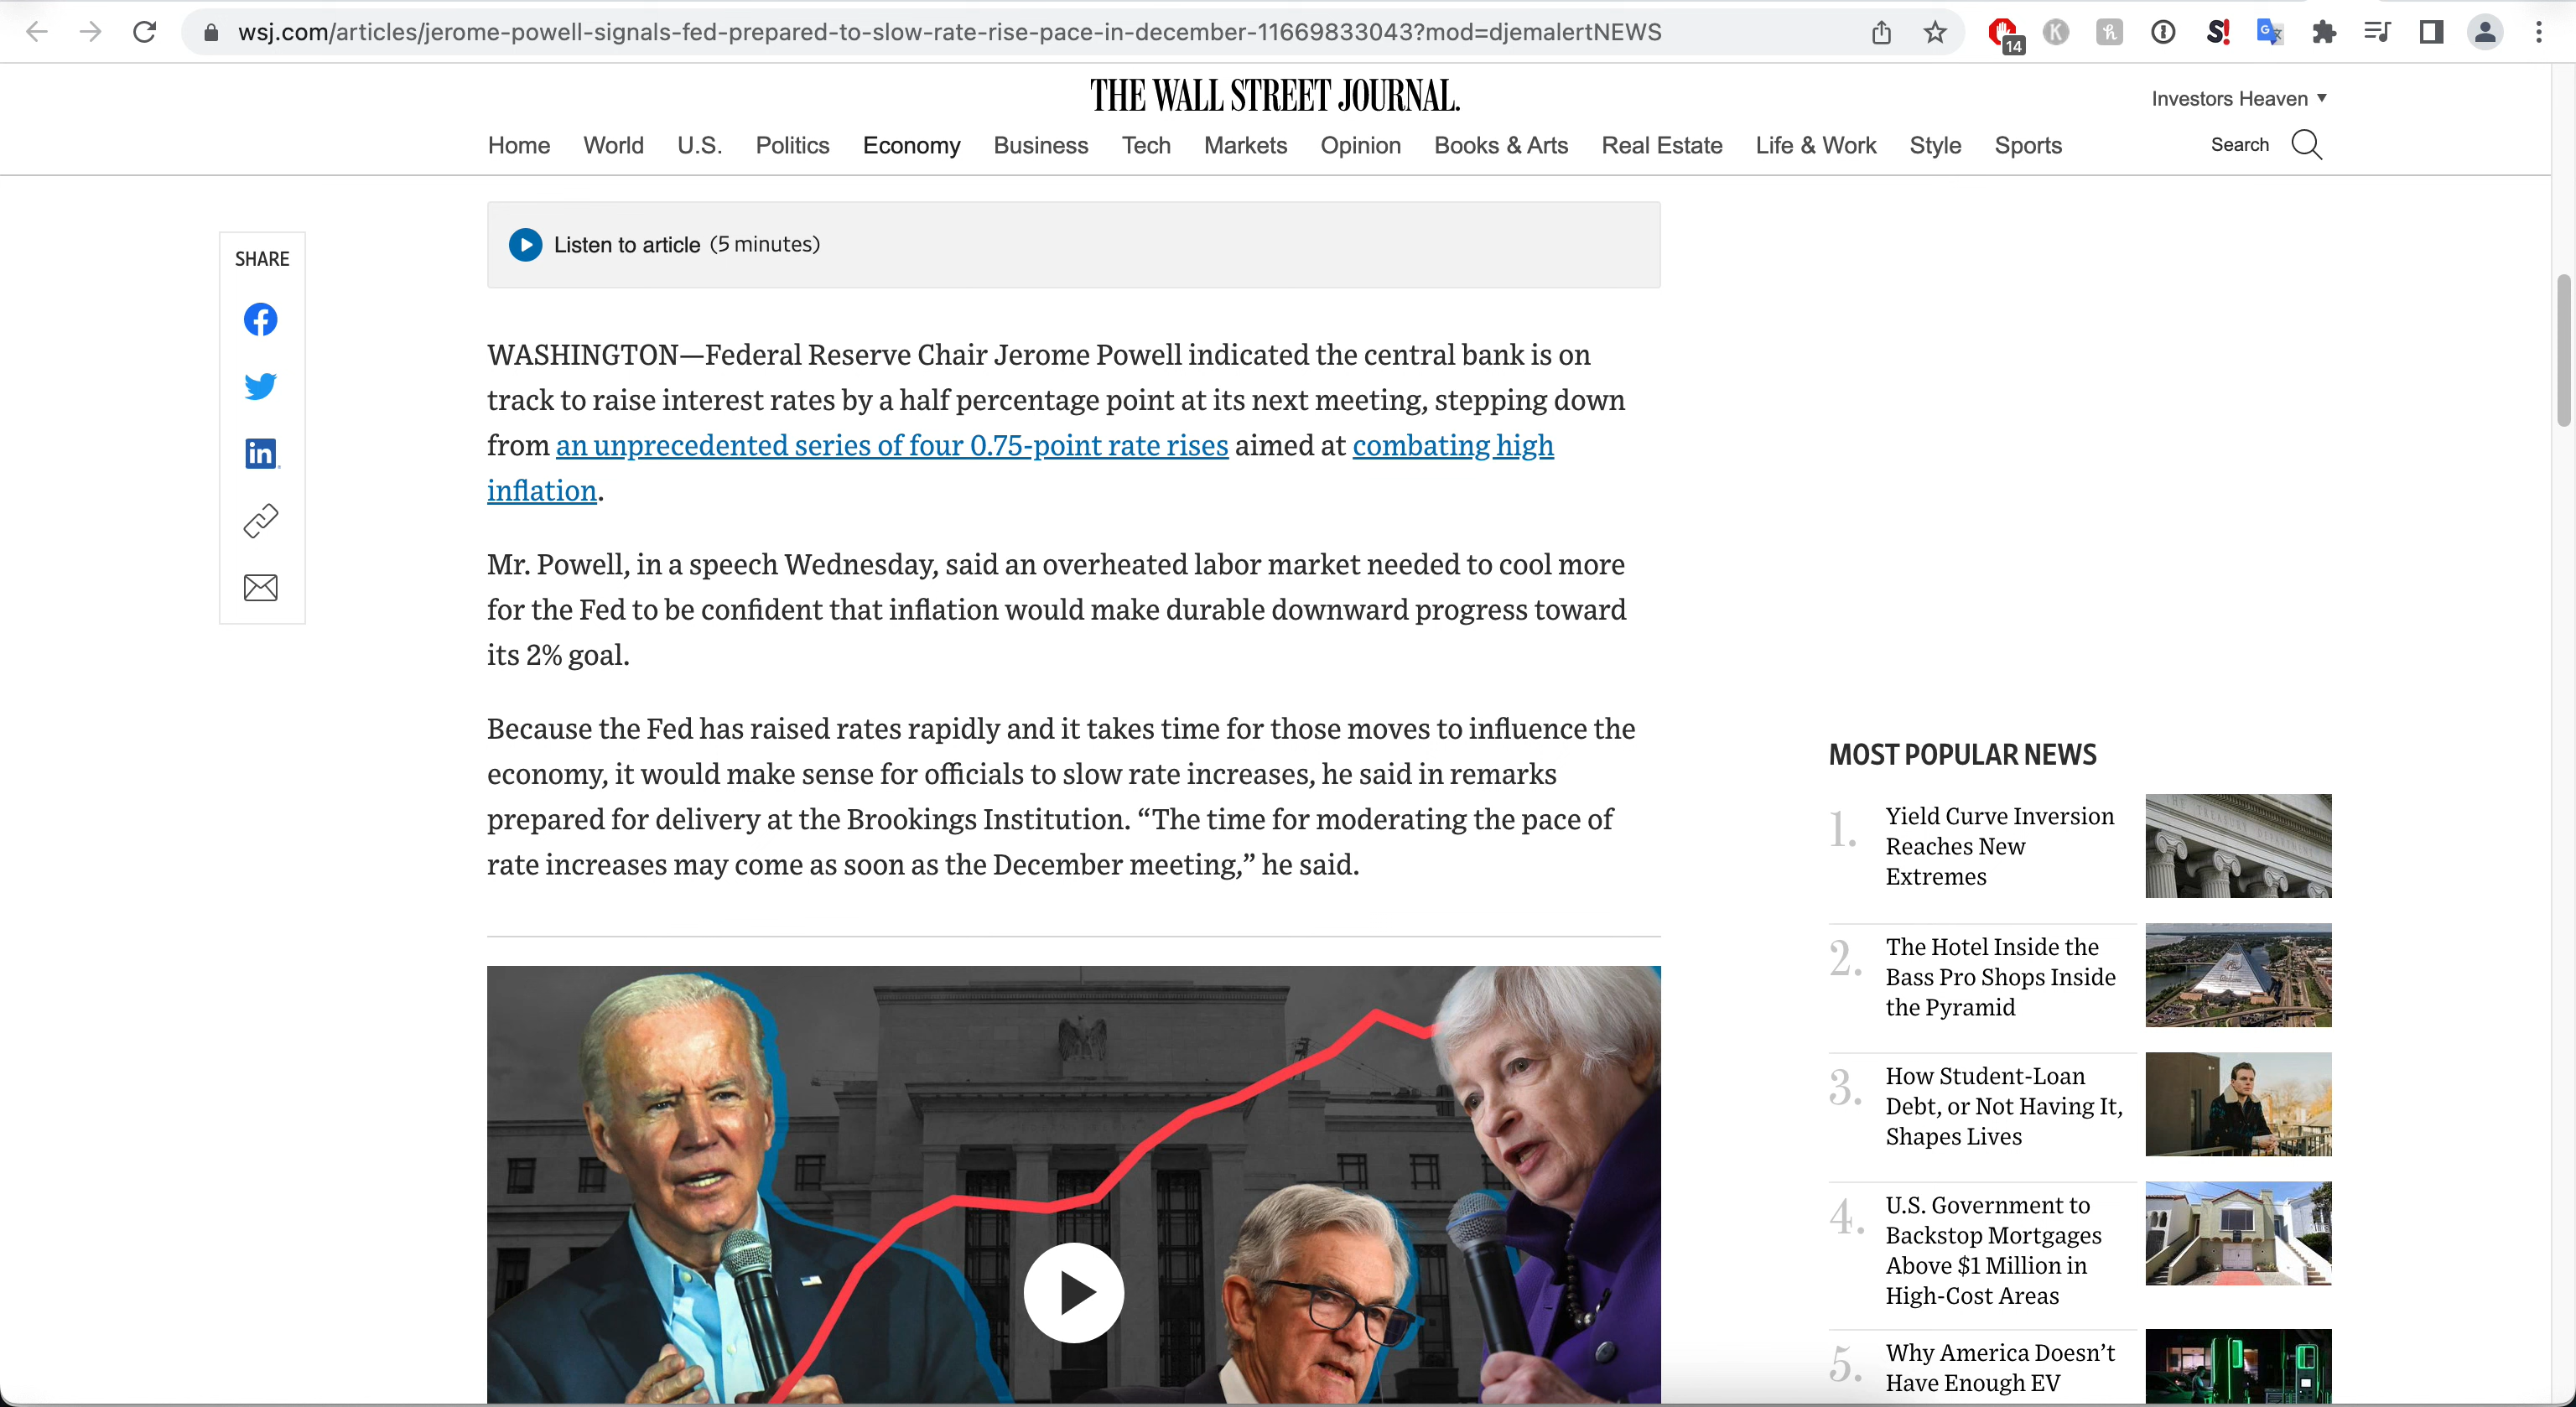 wsj.com/articles/jerome-powell-signals-fed-prepared-to-slow-rate-rise-pace-in-december-11669833043?mod=djemalertNEWS
14
THE WALL STREET JOURNAL.
Investors Heaven
Home World U.S. Politics Economy Business Tech Markets Opinion Books & Arts Real Estate Life & Work Style Sports
Search
SHARE
Listen to article (5 minutes)
WASHINGTON—Federal Reserve Chair Jerome Powell indicated the central bank is on
track to raise interest rates by a half percentage point at its next meeting, stepping down
from an unprecedented series of four 0.75-point rate rises aimed at combating high
inflation.
Mr. Powell, in a speech Wednesday, said an overheated labor market needed to cool more
for the Fed to be confident that inflation would make durable downward progress toward
its 2% goal.
Because the Fed has raised rates rapidly and it takes time for those moves to influence the
economy, it would make sense for officials to slow rate increases, he said in remarks
prepared for delivery at the Brookings Institution. “The time for moderating the pace of
rate increases may come as soon as the December meeting,” he said.
MOST POPULAR NEWS
1.
Yield Curve Inversion
Reaches New
Extremes
2.
The Hotel Inside the
Bass Pro Shops Inside
the Pyramid
3.
How Student-Loan
Debt, or Not Having It,
Shapes Lives
4.
U.S. Government to
Backstop Mortgages
Above $1 Million in
High-Cost Areas
5.
Why America Doesn’t
Have Enough EV